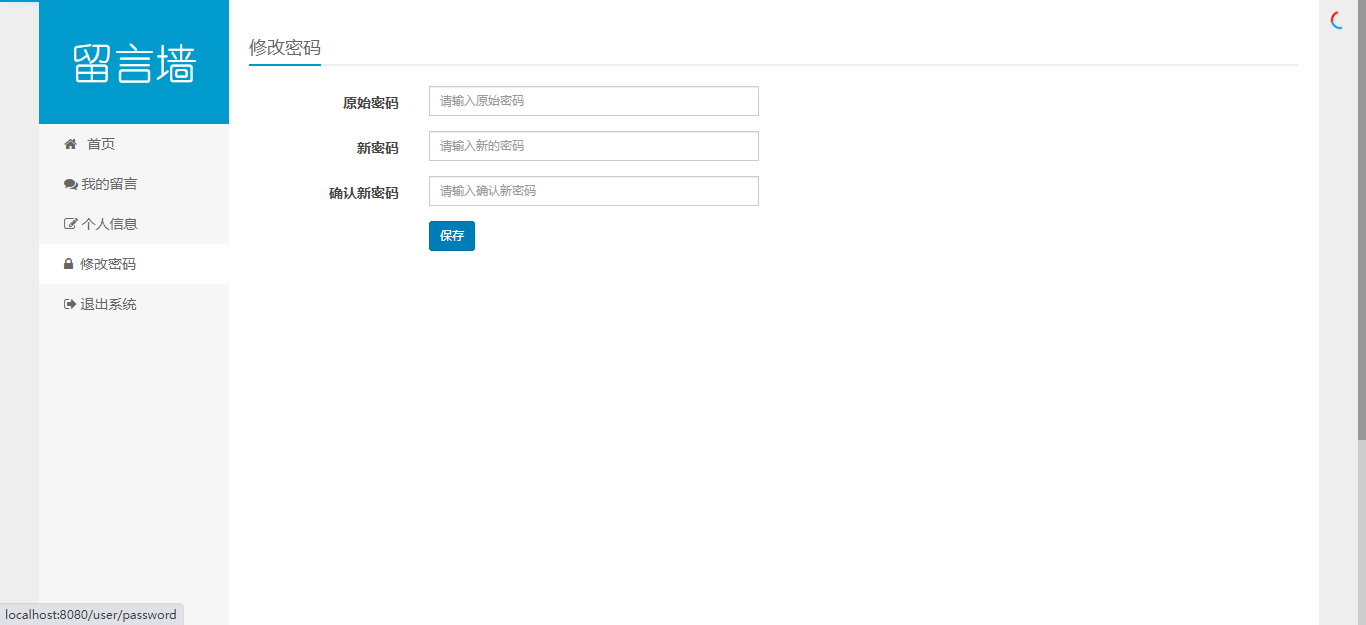 留言墙
首页
我的留言
个人信息
修改密码
退出系统
修改密码
原始密码
请输入原始密码
新密码
请输入新的密码
确认新密码
请输入确认新密码
保存
localhost:8080/user/password